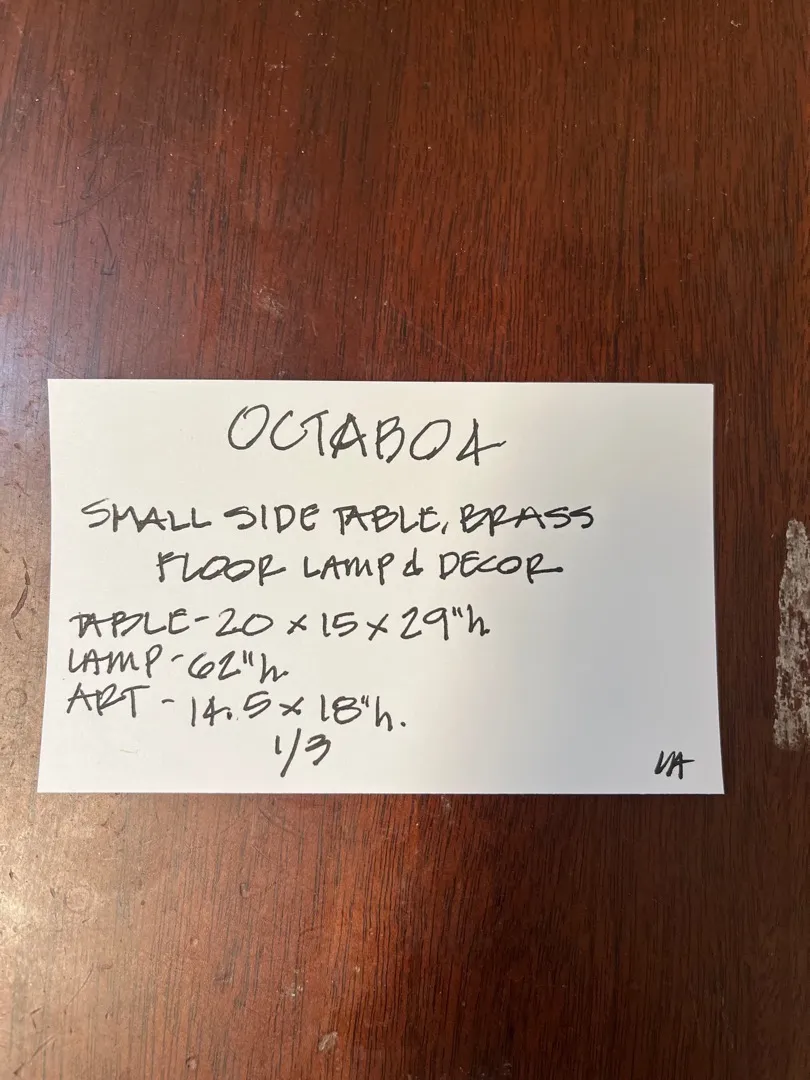 OCTAB04
SMALL SIDE TABLE, BRASS
FLOOR LAMP & DECOR
TABLE - 20 x 15 x 29"h
LAMP - 62"h
ART - 14.5 x 18"h.
1/3